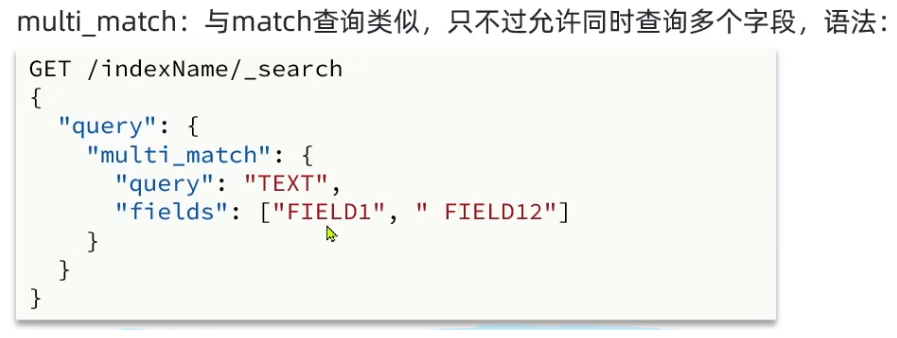 multi_match：与match查询类似，只不过允许同时查询多个字段，语法：
GET /indexName/_search
{
  "query": {
    "multi_match": {
      "query": "TEXT",
      "fields": ["FIELD1", " FIELD12"]
    }
  }
}